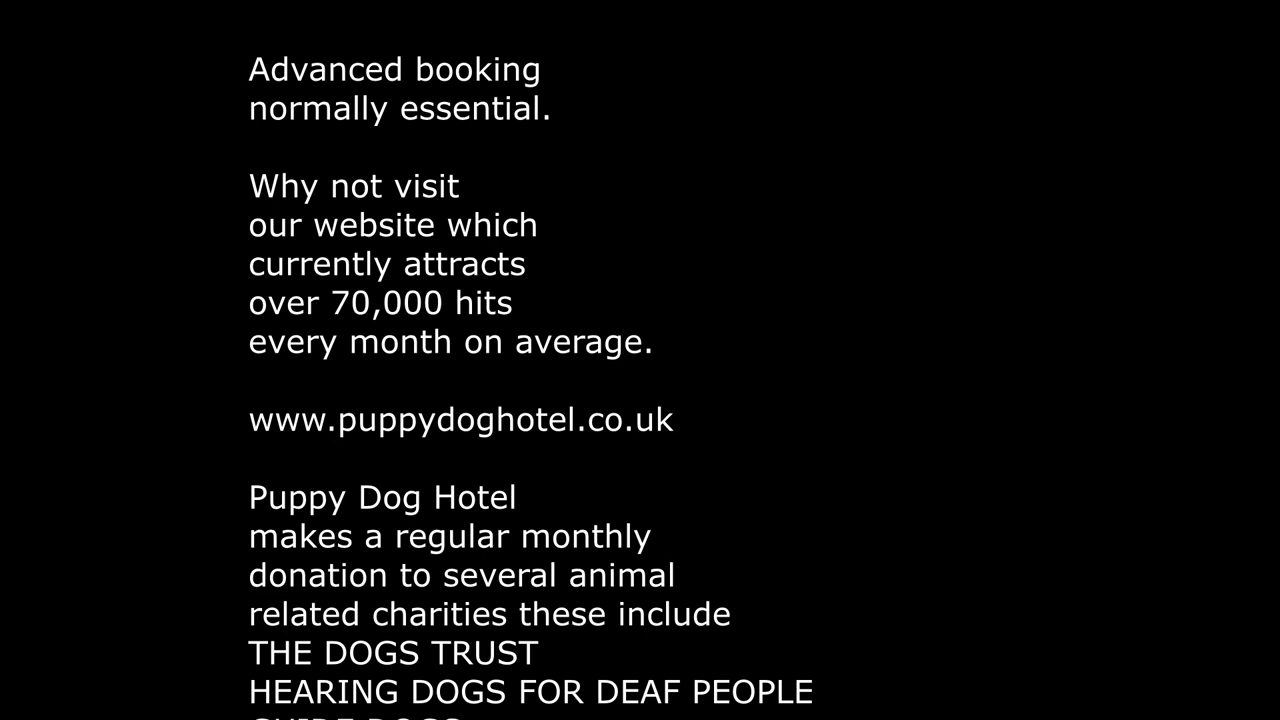 Advanced booking
normally essential.
Why not visit
our website which
currently attracts
over 70,000 hits
every month on average.
www.puppydoghotel.co.uk
Puppy Dog Hotel
makes a regular monthly
donation to several animal
related charities these include
THE DOGS TRUST
HEARING DOGS FOR DEAF PEOPLE
GUIDE DOGS